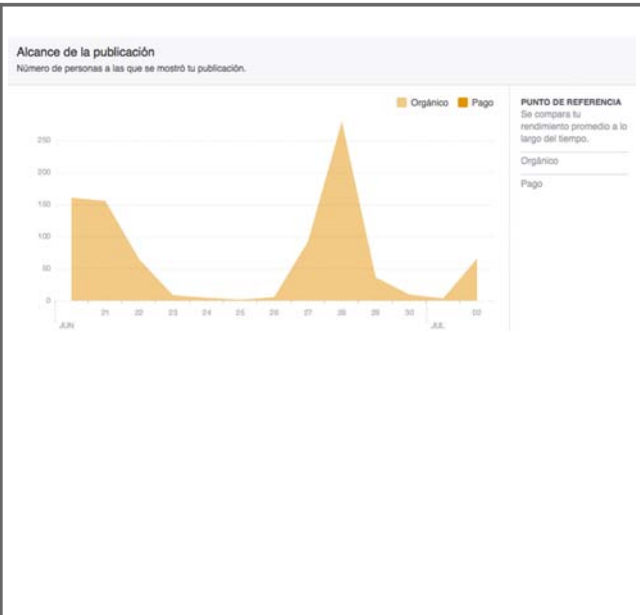 Alcance de la publicación
Número de personas a las que se mostró tu publicación.
Orgánico Pago
PUNTO DE REFERENCIA
Se compara tu
rendimiento promedio a lo
largo del tiempo.
Orgánico
Pago
250
200
150
100
50
0
21 22 23 24 25 26 27 28 29 30 02
JUN JUL